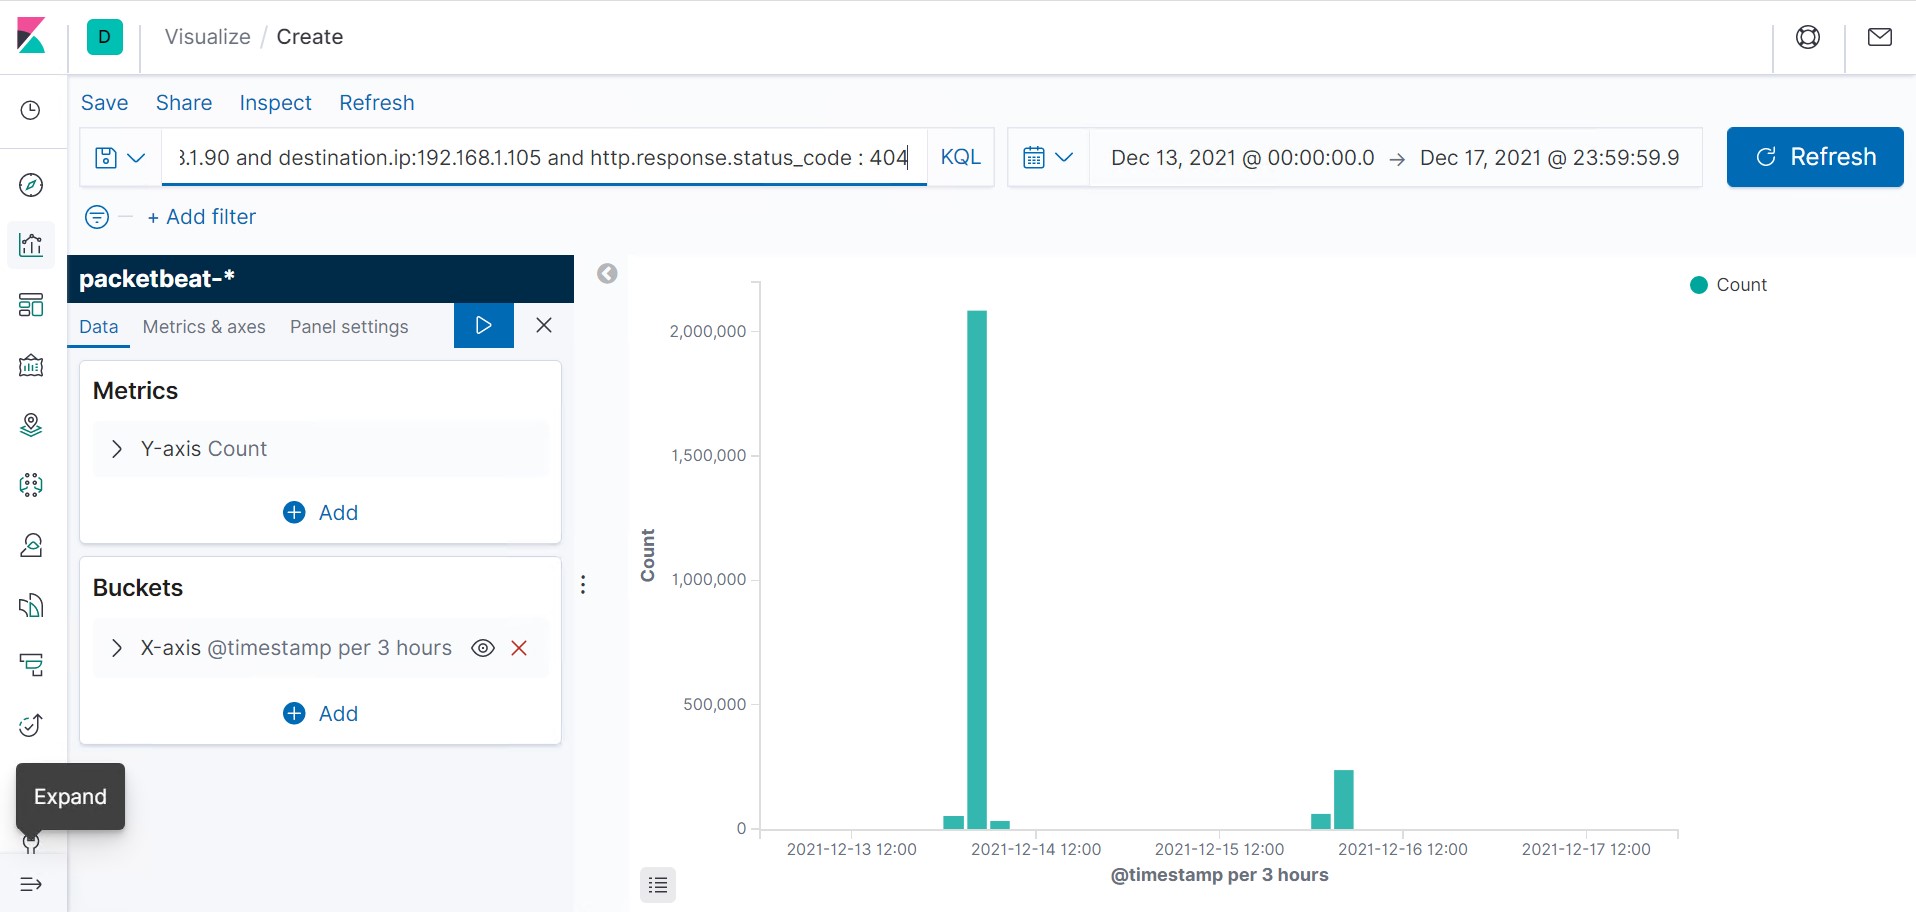 D Visualize / Create
Save Share Inspect Refresh
3.1.90 and destination.ip:192.168.1.105 and http.response.status_code : 404 KQL Dec 13, 2021 @ 00:00:00.0 → Dec 17, 2021 @ 23:59:59.9 Refresh
+ Add filter
packetbeat-*
Data Metrics & axes Panel settings
Metrics
Y-axis Count
Add
Buckets
X-axis @timestamp per 3 hours
Add
Expand
Count
2,000,000
1,500,000
1,000,000
500,000
0
Count
2021-12-13 12:00 2021-12-14 12:00 2021-12-15 12:00 2021-12-16 12:00 2021-12-17 12:00
@timestamp per 3 hours